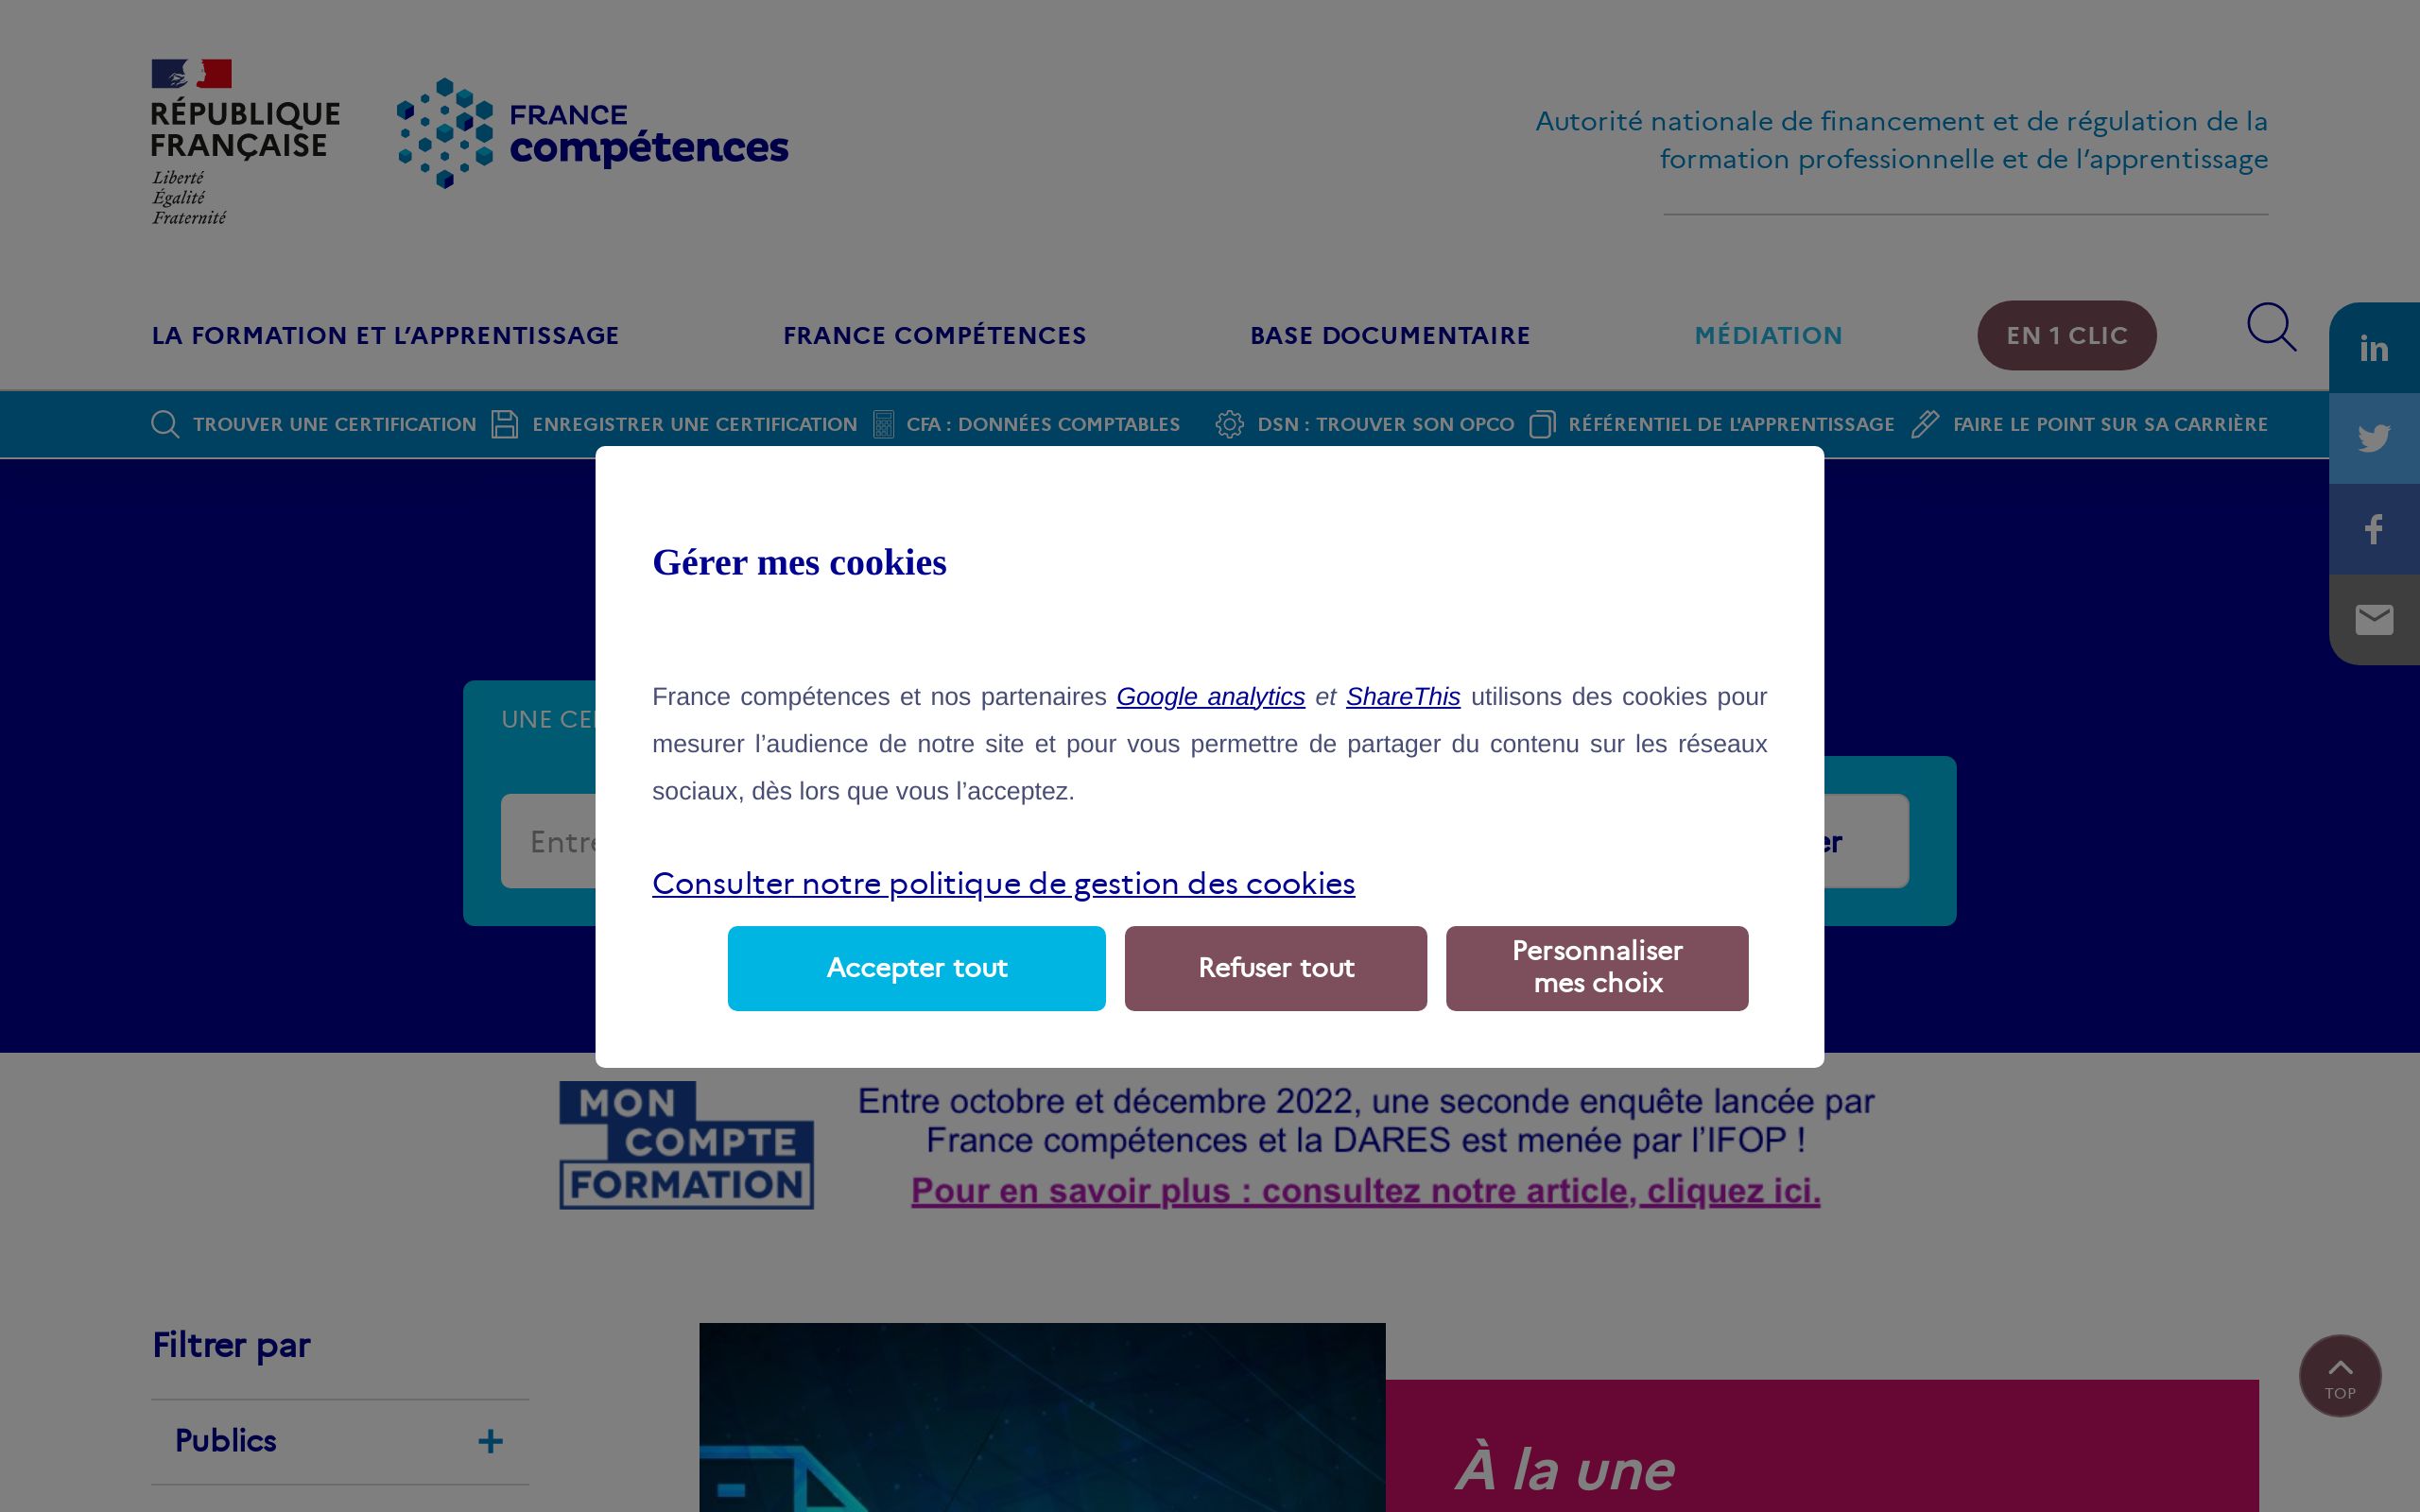 RÉPUBLIQUE
FRANÇAISE
Liberté
Égalité
Fraternité
FRANCE
compétences
Autorité nationale de financement et de régulation de la
formation professionnelle et de l’apprentissage
LA FORMATION ET L’APPRENTISSAGE FRANCE COMPÉTENCES BASE DOCUMENTAIRE MÉDIATION EN 1 CLIC
in
TROUVER UNE CERTIFICATION ENREGISTRER UNE CERTIFICATION CFA : DONNÉES COMPTABLES DSN : TROUVER SON OPCO RÉFÉRENTIEL DE L'APPRENTISSAGE FAIRE LE POINT SUR SA CARRIÈRE
Gérer mes cookies
France compétences et nos partenaires Google analytics et ShareThis utilisons des cookies pour
mesurer l’audience de notre site et pour vous permettre de partager du contenu sur les réseaux
sociaux, dès lors que vous l’acceptez.
UNE
Consulter notre politique de gestion des cookies
Accepter tout
Refuser tout
Personnaliser
mes choix
MON
COMPTE
FORMATION
Entre octobre et décembre 2022, une seconde enquête lancée par
France compétences et la DARES est menée par l’IFOP !
Pour en savoir plus : consultez notre article, cliquez ici.
Filtrer par
Publics +
À la une
TOP